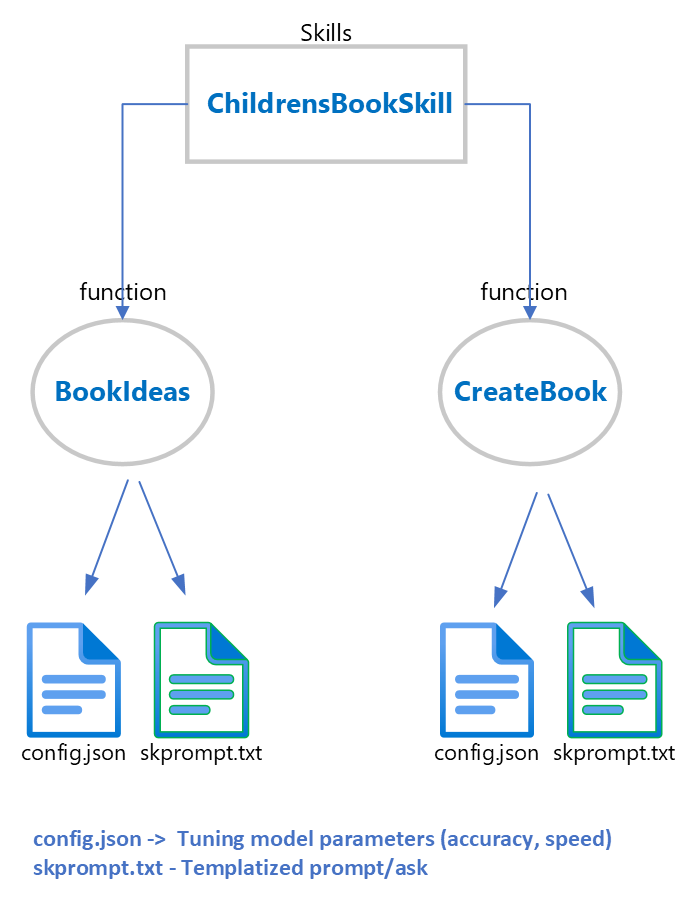 Skills
ChildrensBookSkill
function
function
BookIdeas
CreateBook
config.json
skprompt.txt
config.json
skprompt.txt
config.json -> Tuning model parameters (accuracy, speed)
skprompt.txt - Templatized prompt/ask